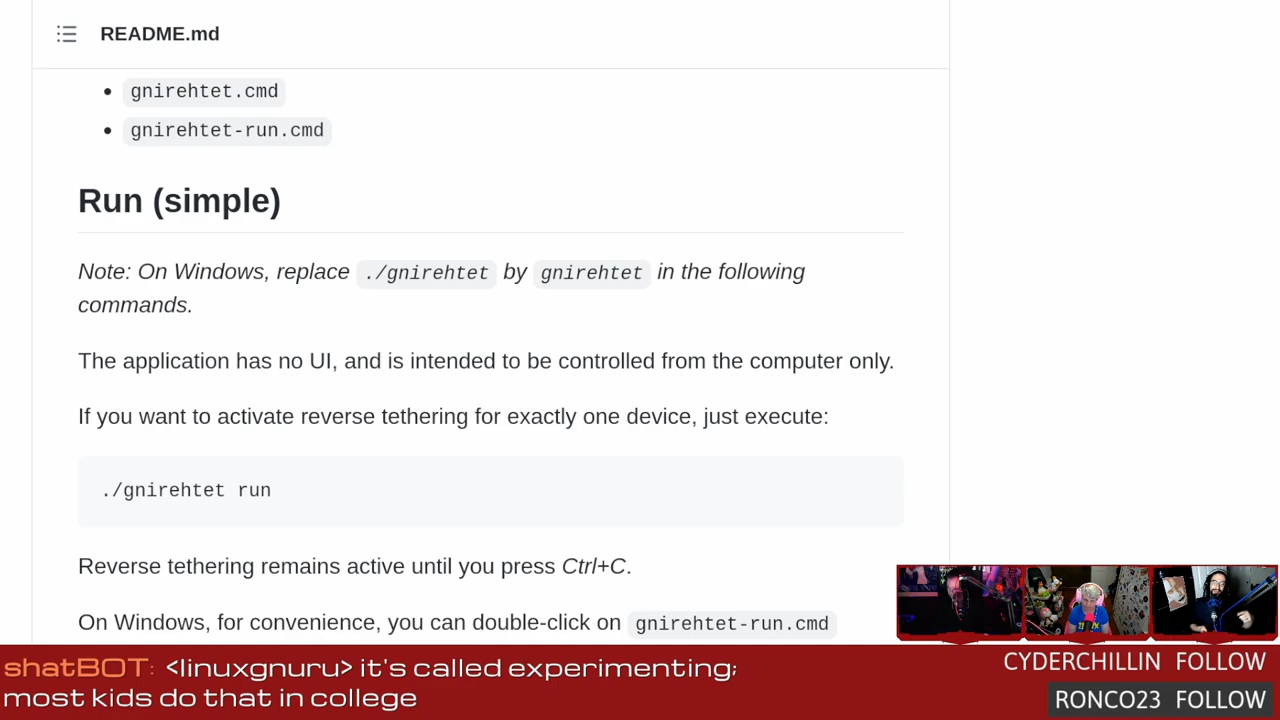 README.md
gnirehtet.cmd
gnirehtet-run.cmd
Run (simple)
Note: On Windows, replace ./gnirehtet by gnirehtet in the following
commands.
The application has no UI, and is intended to be controlled from the computer only.
If you want to activate reverse tethering for exactly one device, just execute:
./gnirehtet run
Reverse tethering remains active until you press Ctrl+C.
On Windows, for convenience, you can double-click on gnirehtet-run.cmd
shatBOT: <linuxgnuru> it's called experimenting;
most kids do that in college
CYDERCHILLIN FOLLOW
RONCO23 FOLLOW